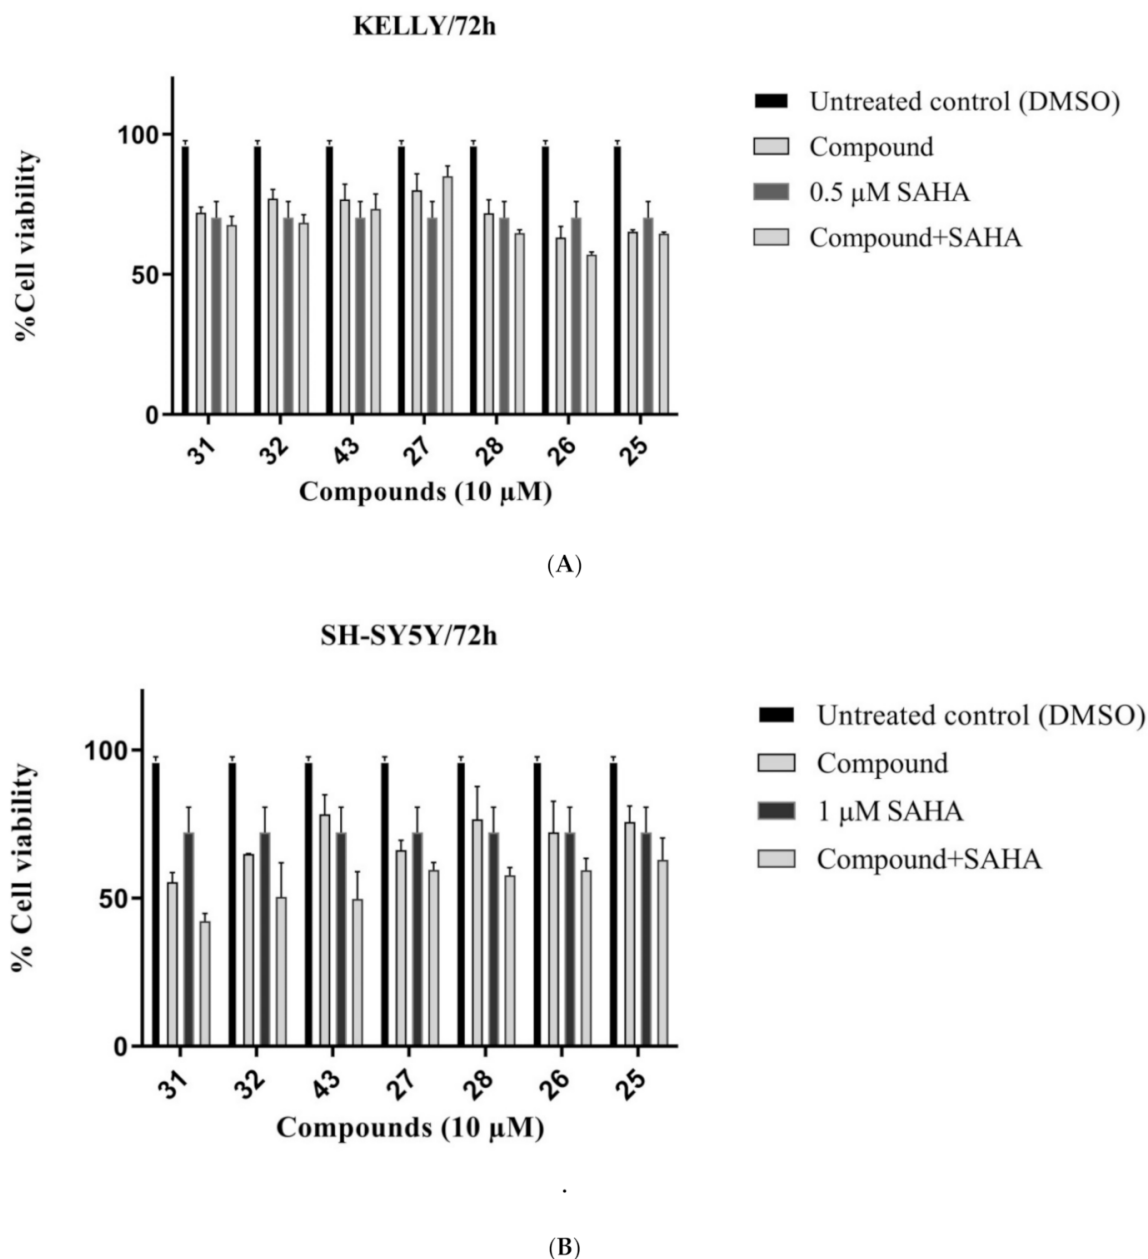 KELLY/72h
%Cell viability
100
50
0
31
32
43
27
28
26
25
Compounds (10 μM)
Untreated control (DMSO)
Compound
0.5 μM SAHA
Compound+SAHA
(A)
SH-SY5Y/72h
% Cell viability
100
50
0
31
32
43
27
28
26
25
Compounds (10 μM)
Untreated control (DMSO)
Compound
1 μM SAHA
Compound+SAHA
.
(B)